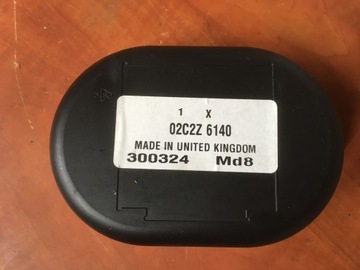 1 X
02C2Z 6140
MADE IN UNITED KINGDOM
300324 Md8